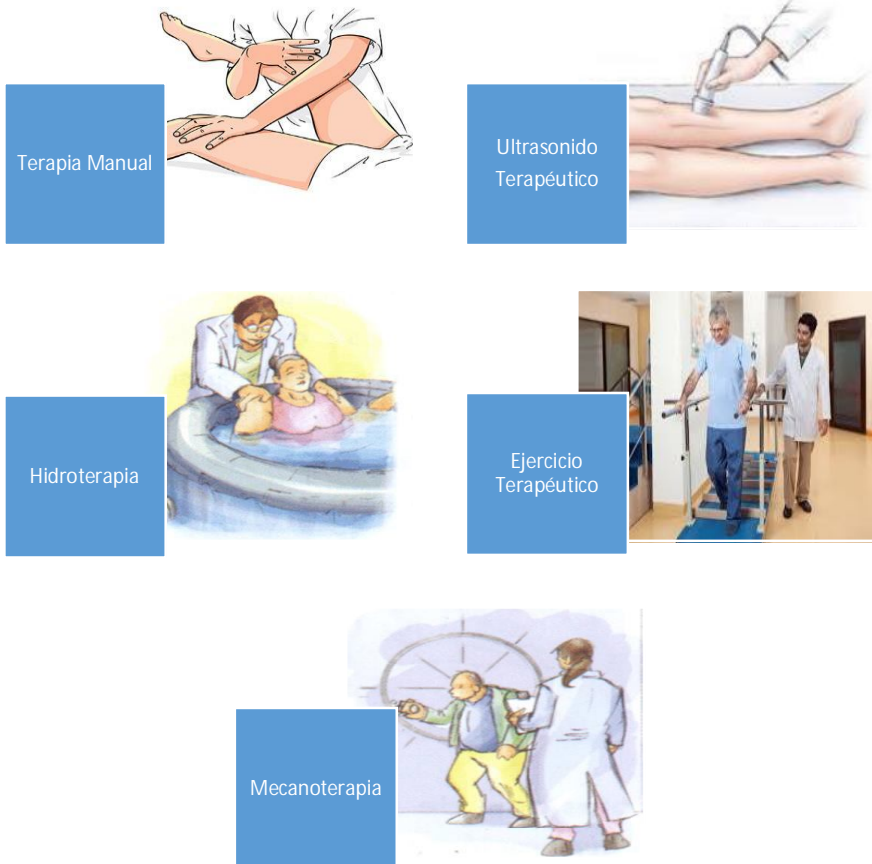 Terapia Manual
Ultrasonido
Terapéutico
Hidroterapia
Ejercicio
Terapéutico
Mecanoterapia